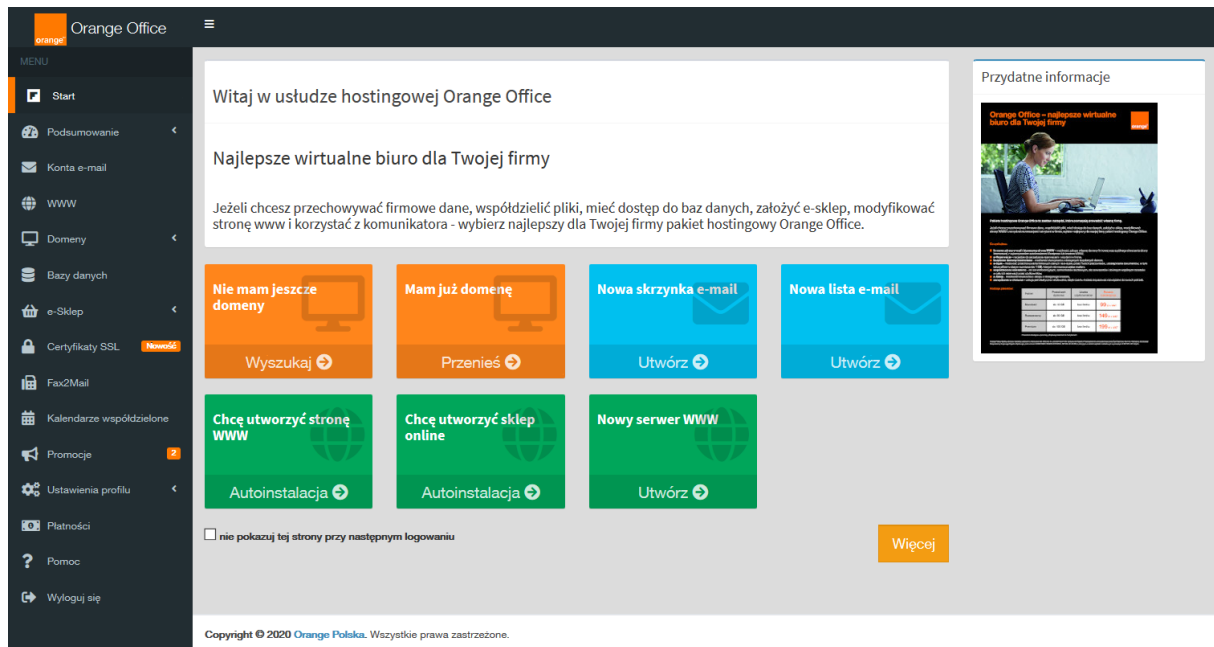 orange
Orange Office
MENU
Start
Podsumowanie
Konta e-mail
WWW
Domeny
Bazy danych
e-Sklep
Certyfikaty SSL
Nowość
Fax2Mail
Kalendarze współdzielone
Promocje
2
Ustawienia profilu
Płatności
Pomoc
Wyloguj się
Witaj w usłudze hostingowej Orange Office
Najlepsze wirtualne biuro dla Twojej firmy
Jeżeli chcesz przechowywać firmowe dane, współdzielić pliki, mieć dostęp do baz danych, założyć e-sklep, modyfikować
stronę www i korzystać z komunikatora - wybierz najlepszy dla Twojej firmy pakiet hostingowy Orange Office.
Nie mam jeszcze
domeny
Wyszukaj
Mam już domenę
Przenieś
Nowa skrzynka e-mail
Utwórz
Nowa lista e-mail
Utwórz
Chcę utworzyć stronę
WWW
Autoinstalacja
Chcę utworzyć sklep
online
Autoinstalacja
Nowy serwer WWW
Utwórz
nie pokazuj tej strony przy następnym logowaniu
Więcej
Przydatne informacje
Orange Office – najlepsze wirtualne
biuro dla Twojej firmy
Copyright © 2020 Orange Polska. Wszystkie prawa zastrzeżone.